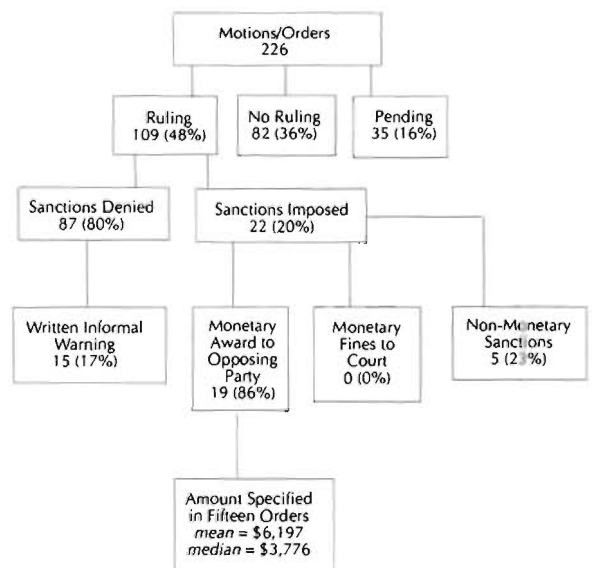 Motions/Orders
226
Ruling
109 (48%)
No Ruling
82 (36%)
Pending
35 (16%)
Sanctions Denied
87 (80%)
Sanctions Imposed
22 (20%)
Written Informal
Warning
15 (17%)
Monetary
Award to
Opposing
Party
19 (86%)
Monetary
Fines to
Court
0 (0%)
Non-Monetary
Sanctions
5 (23%)
Amount Specified
in Fifteen Orders
mean = $6,197
median = $3,776